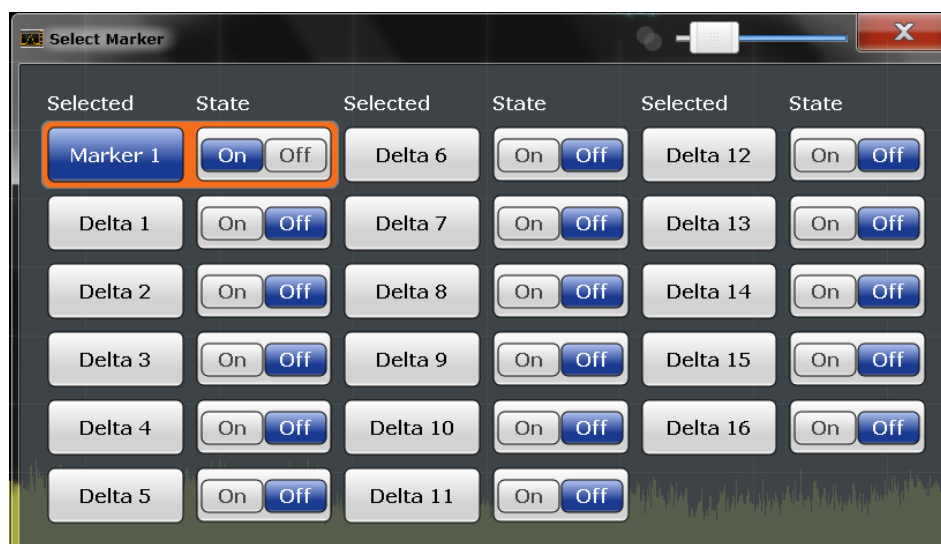 Select Marker
Selected State Selected State Selected State
Marker 1 On Off Delta 6 On Off Delta 12 On Off
Delta 1 On Off Delta 7 On Off Delta 13 On Off
Delta 2 On Off Delta 8 On Off Delta 14 On Off
Delta 3 On Off Delta 9 On Off Delta 15 On Off
Delta 4 On Off Delta 10 On Off Delta 16 On Off
Delta 5 On Off Delta 11 On Off